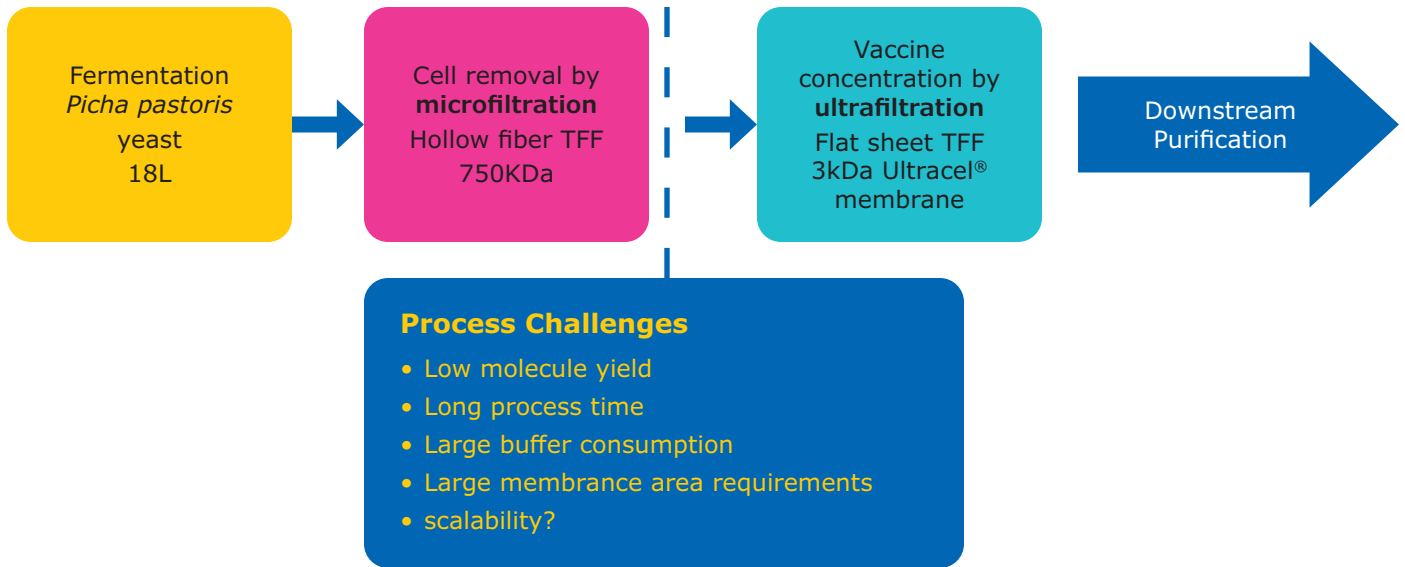 Fermentation
Picha pastoris
yeast
18L
Cell removal by
microfiltration
Hollow fiber TFF
750KDa
Vaccine
concentration by
ultrafiltration
Flat sheet TFF
3kDa Ultracel®
membrane
Downstream
Purification
Process Challenges
• Low molecule yield
• Long process time
• Large buffer consumption
• Large membrance area requirements
• scalability?